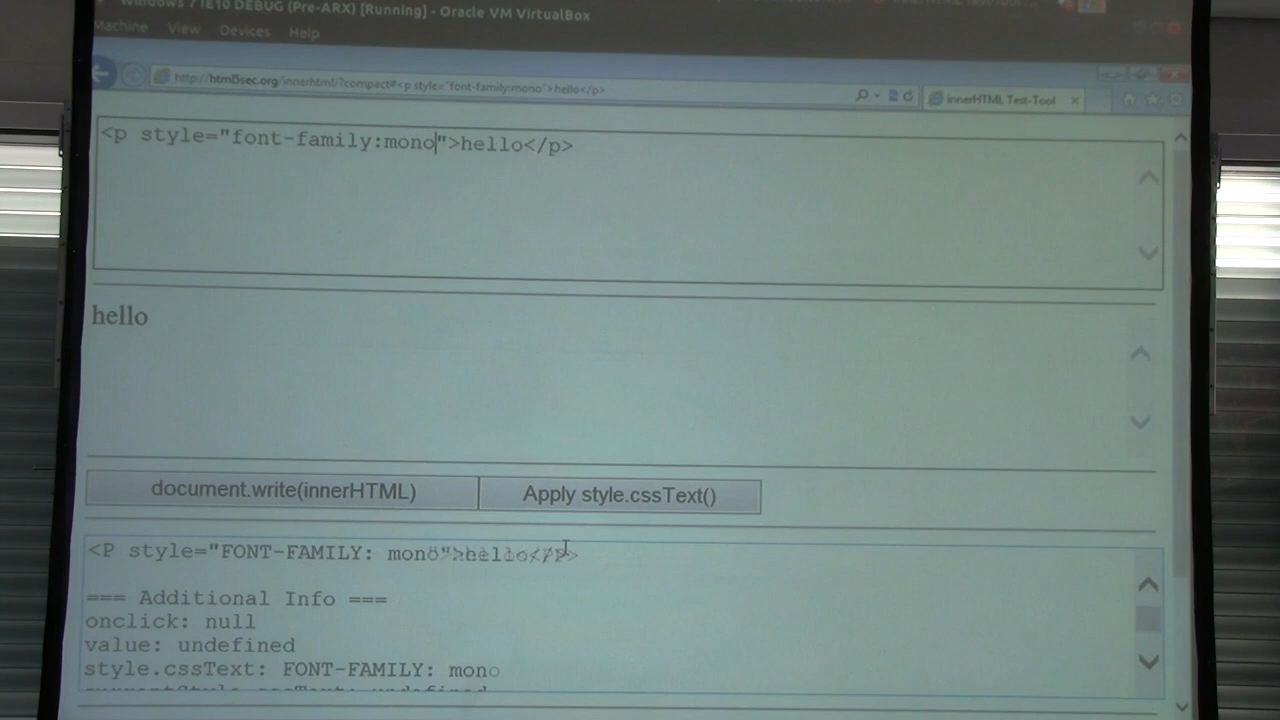 Windows 7 IE10 DEBUG (Pre-ARX) [Running] - Oracle VM VirtualBox
Machine View Devices Help
http://html5sec.org/innerhtml/?compact#<p style="font-family:mono">hello</p>
innerHTML Test-Tool
<p style="font-family:mono">hello</p>
hello
document.write(innerHTML) Apply style.cssText()
<P style="FONT-FAMILY: mono">hello</P>
=== Additional Info ===
onclick: null
value: undefined
style.cssText: FONT-FAMILY: mono